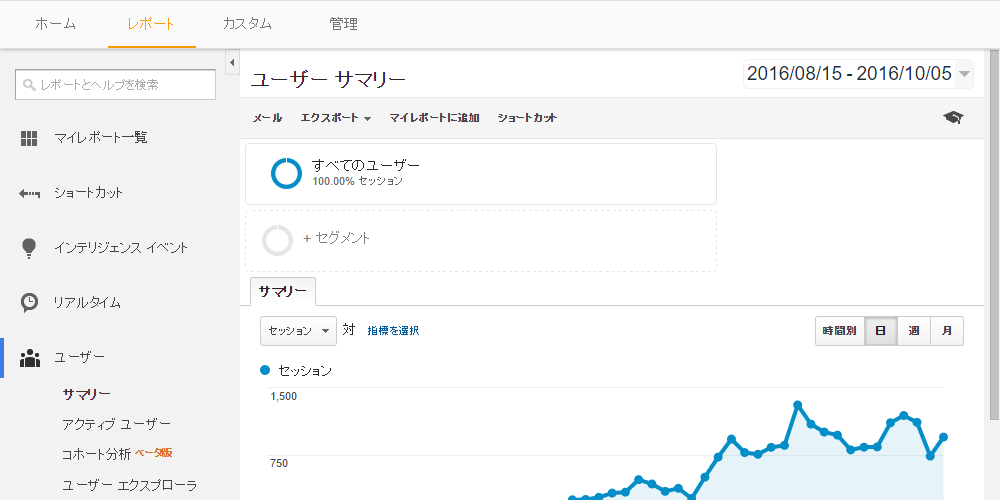 ホーム
レポート
カスタム
管理
レポートとヘルプを検索
マイレポート一覧
ショートカット
インテリジェンス イベント
リアルタイム
ユーザー
サマリー
アクティブ ユーザー
コホート分析 ベータ版
ユーザー エクスプローラ
ユーザー サマリー
2016/08/15 - 2016/10/05
メール
エクスポート
マイレポートに追加
ショートカット
すべてのユーザー
100.00% セッション
+ セグメント
サマリー
セッション
対
指標を選択
時間別
日
週
月
セッション
1,500
750